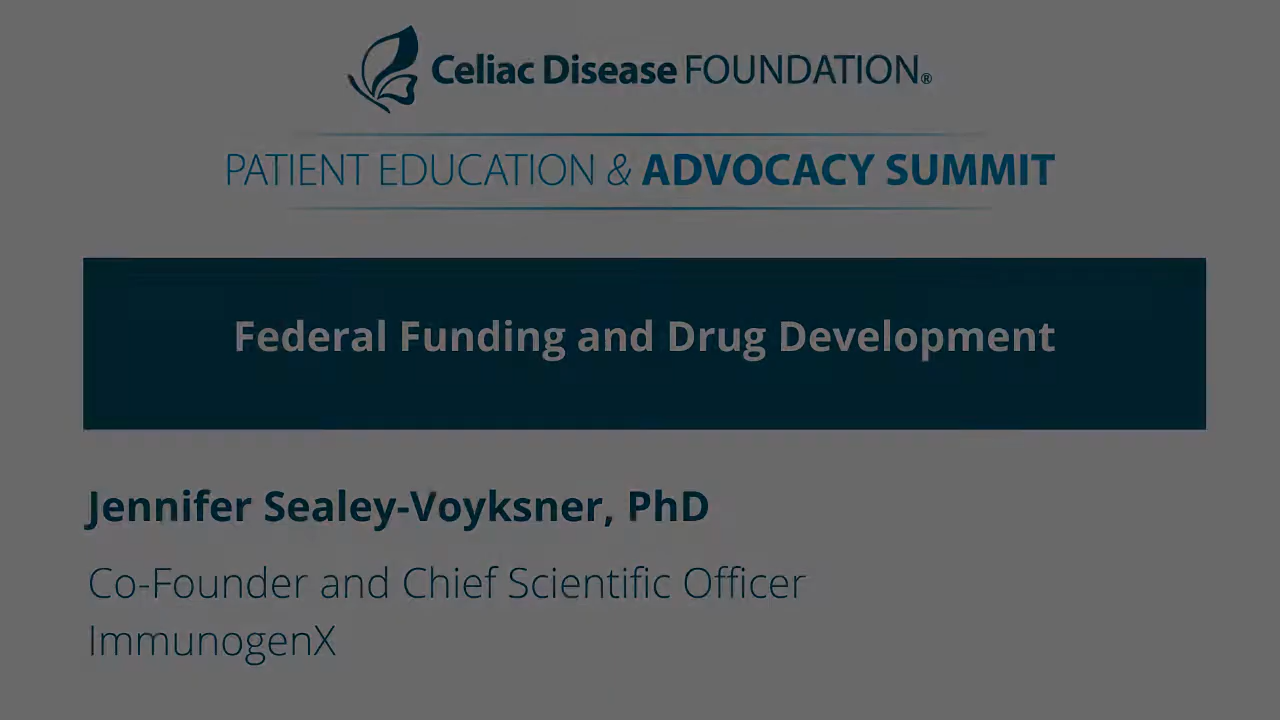 Celiac Disease FOUNDATION®
PATIENT EDUCATION & ADVOCACY SUMMIT
Federal Funding and Drug Development
Jennifer Sealey-Voyksner, PhD
Co-Founder and Chief Scientific Officer
ImmunogenX